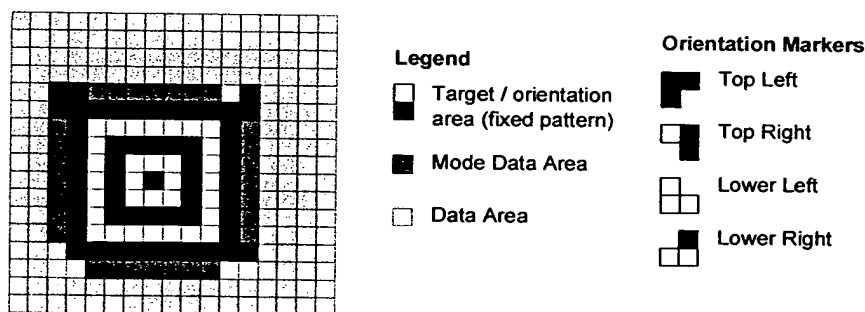 Legend
Target / orientation
area (fixed pattern)
Mode Data Area
Data Area
Orientation Markers
Top Left
Top Right
Lower Left
Lower Right